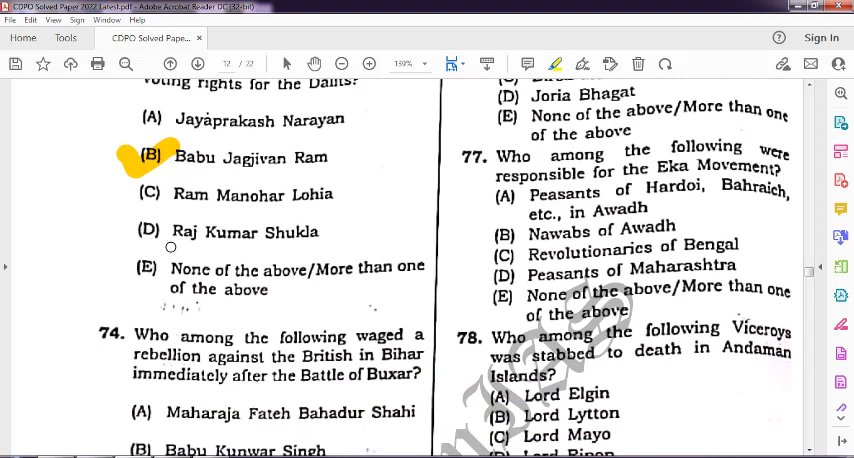 CDPO Solved Paper 2022 Latest.pdf - Adobe Acrobat Reader DC (32-bit)
File Edit View Sign Window Help
Home Tools CDPO Solved Pape... × Sign In
12 / 22 139%
voting rights for the Dalits?
(A) Jayaprakash Narayan
(B) Babu Jagjivan Ram
(C) Ram Manohar Lohia
(D) Raj Kumar Shukla
(E) None of the above/More than one
of the above
74. Who among the following waged a
rebellion against the British in Bihar
immediately after the Battle of Buxar?
(A) Maharaja Fateh Bahadur Shahi
(B) Babu Kunwar Singh
(D) Joria Bhagat
(E) None of the above/More than one
of the above
77. Who among the following were
responsible for the Eka Movement?
(A) Peasants of Hardoi, Bahraich,
etc., in Awadh
(B) Nawabs of Awadh
(C) Revolutionaries of Bengal
(D) Peasants of Maharashtra
(E) None of the above/More than one
of the above
78. Who among the following Viceroys
was stabbed to death in Andaman
Islands?
(A) Lord Elgin
(B) Lord Lytton
(C) Lord Mayo
(D) Lord Ripon